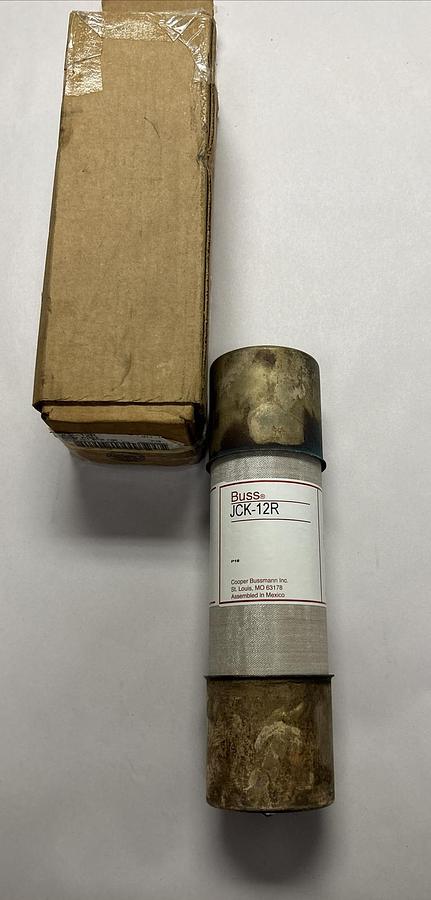 Buss®
JCK-12R
P16
Cooper Bussmann Inc.
St. Louis, MO 63178
Assembled in Mexico